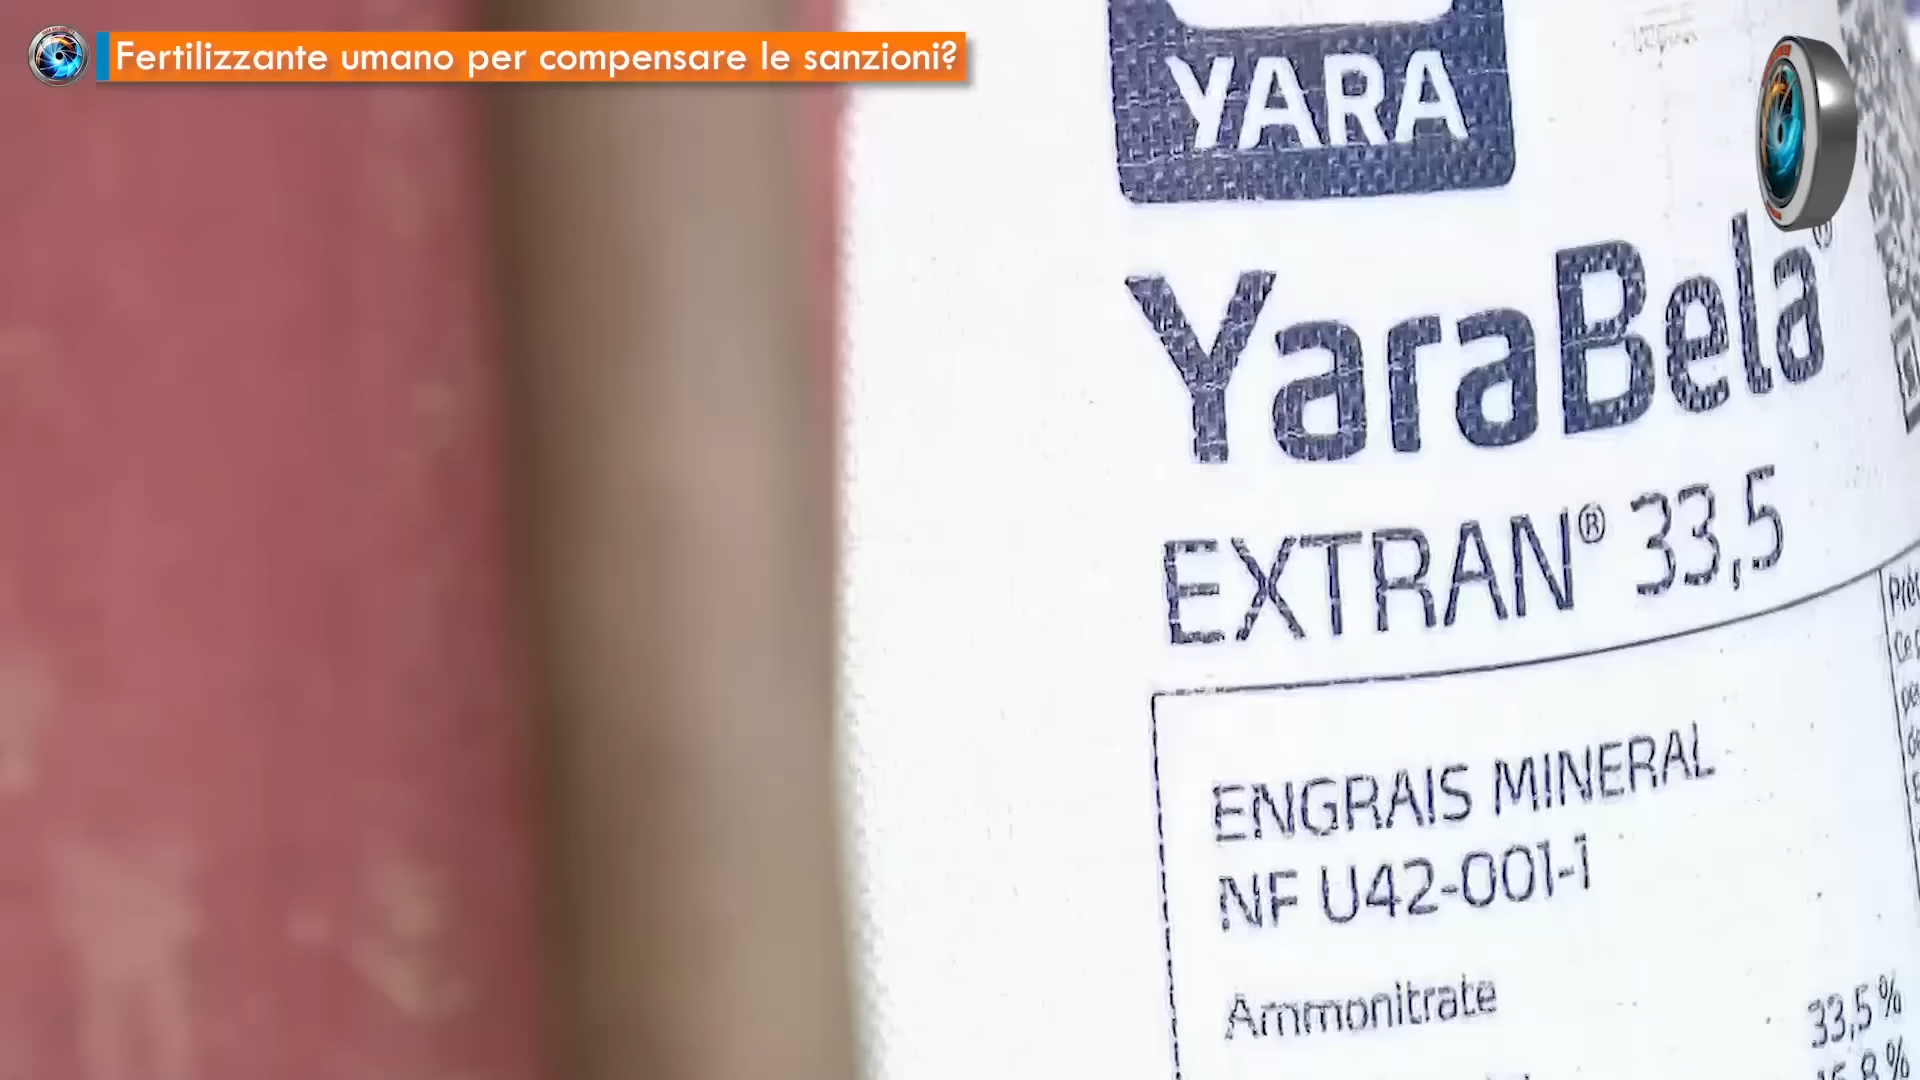 Fertilizzante umano per compensare le sanzioni?
YARA
YaraBela®
EXTRAN® 33,5
ENGRAIS MINERAL
NF U42-001-1
Ammonitrate 33,5%